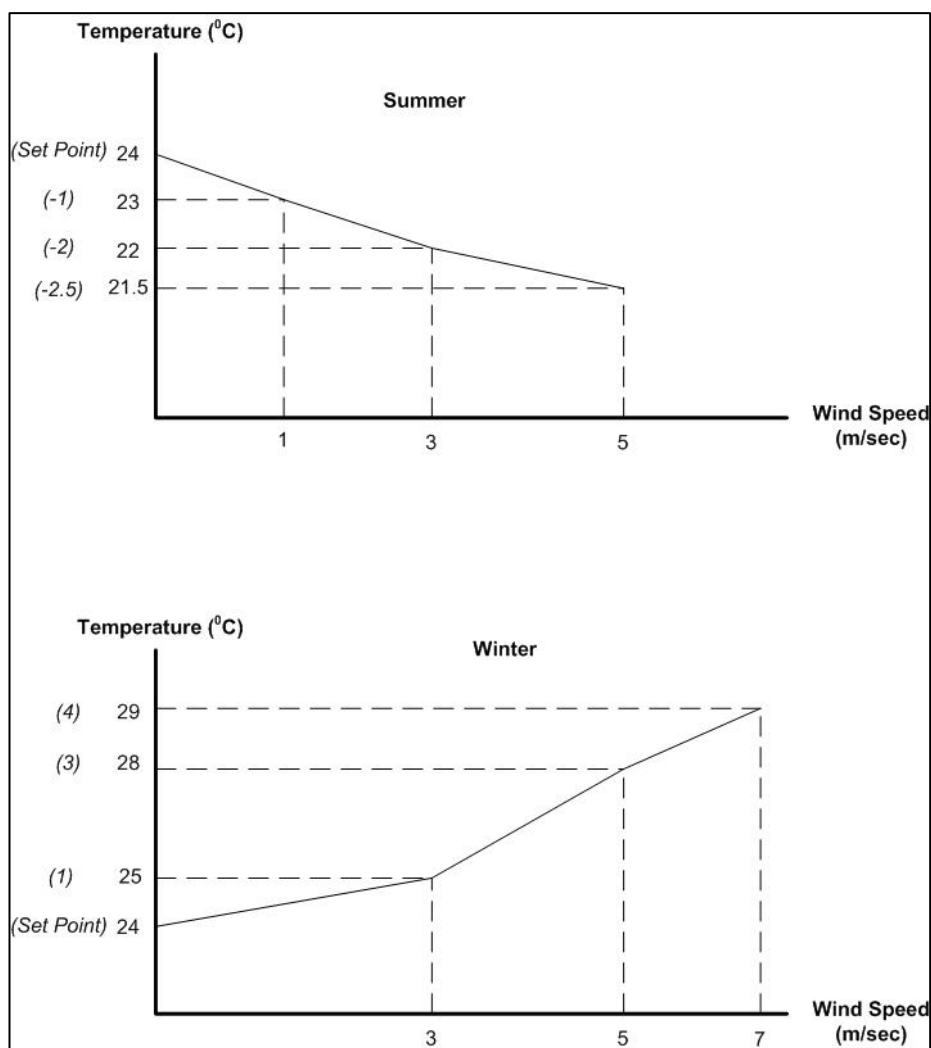 Temperature (⁰C)
Summer
(Set Point) 24
(-1) 23
(-2) 22
(-2.5) 21.5
Wind Speed
(m/sec)
1 3 5
Temperature (⁰C)
Winter
(4) 29
(3) 28
(1) 25
(Set Point) 24
Wind Speed
(m/sec)
3 5 7